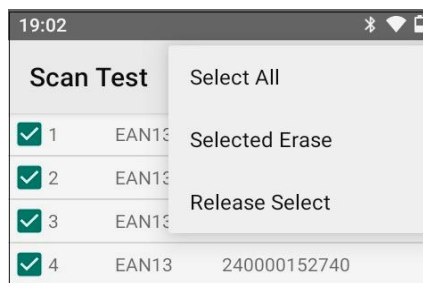 19:02
Scan Test
Select All
Selected Erase
Release Select
1 EAN13
2 EAN13
3 EAN13
4 EAN13 240000152740